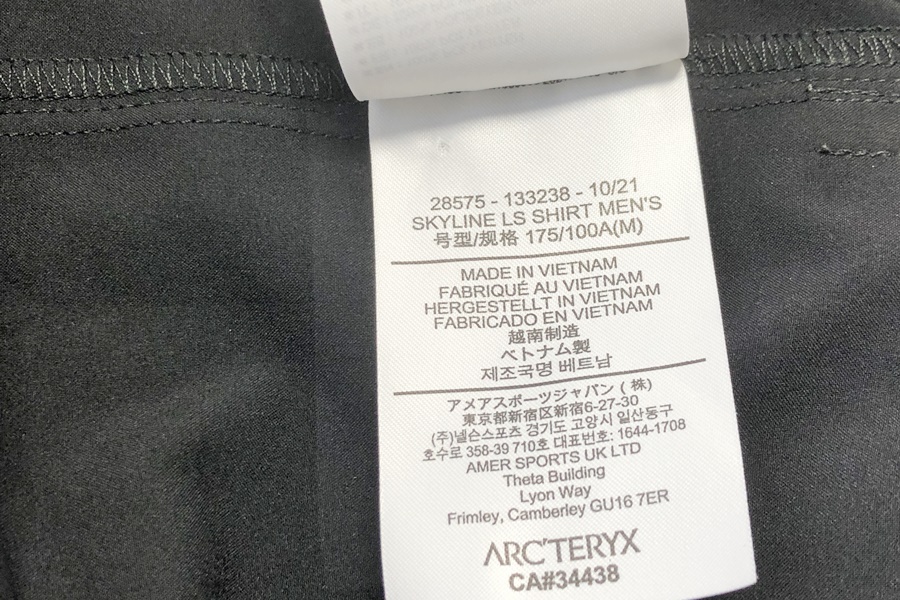 28575 - 133238 - 10/21
SKYLINE LS SHIRT MEN'S
号型/规格 175/100A(M)
MADE IN VIETNAM
FABRIQUÉ AU VIETNAM
HERGESTELLT IN VIETNAM
FABRICADO EN VIETNAM
越南制造
ベトナム製
제조국명 베트남
アメアスポーツジャパン (株)
東京都新宿区新宿6-27-30
(주)넬슨스포츠 경기도 고양시 일산동구
호수로 358-39 710호 대표번호: 1644-1708
AMER SPORTS UK LTD
Theta Building
Lyon Way
Frimley, Camberley GU16 7ER
ARC'TERYX
CA#34438